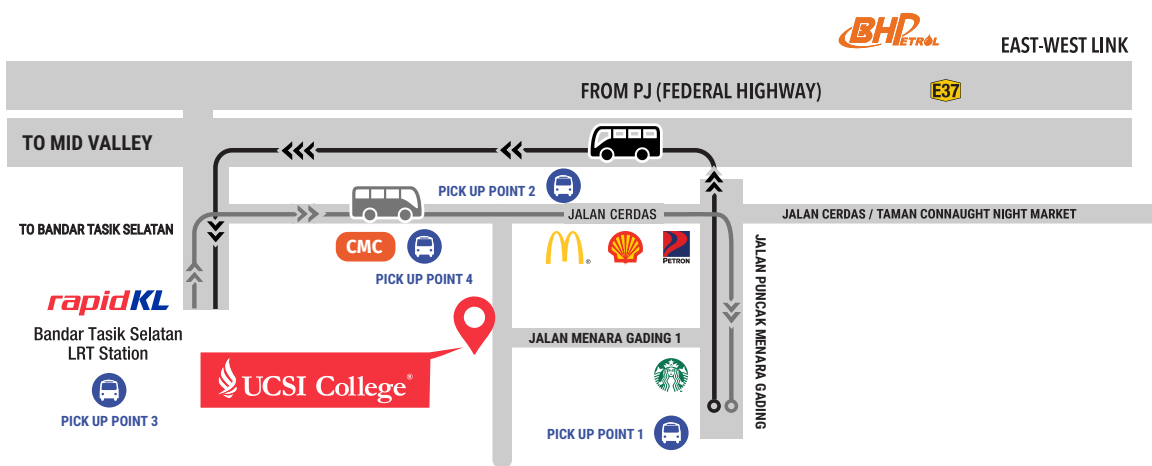 BHPETROL
EAST-WEST LINK
FROM PJ (FEDERAL HIGHWAY)
E37
TO MID VALLEY
PICK UP POINT 2
JALAN CERDAS
JALAN CERDAS / TAMAN CONNAUGHT NIGHT MARKET
TO BANDAR TASIK SELATAN
CMC
PETRON
PICK UP POINT 4
JALAN PUNCAK MENARA GADING
rapidKL
Bandar Tasik Selatan
LRT Station
JALAN MENARA GADING 1
UCSI College®
PICK UP POINT 3
PICK UP POINT 1